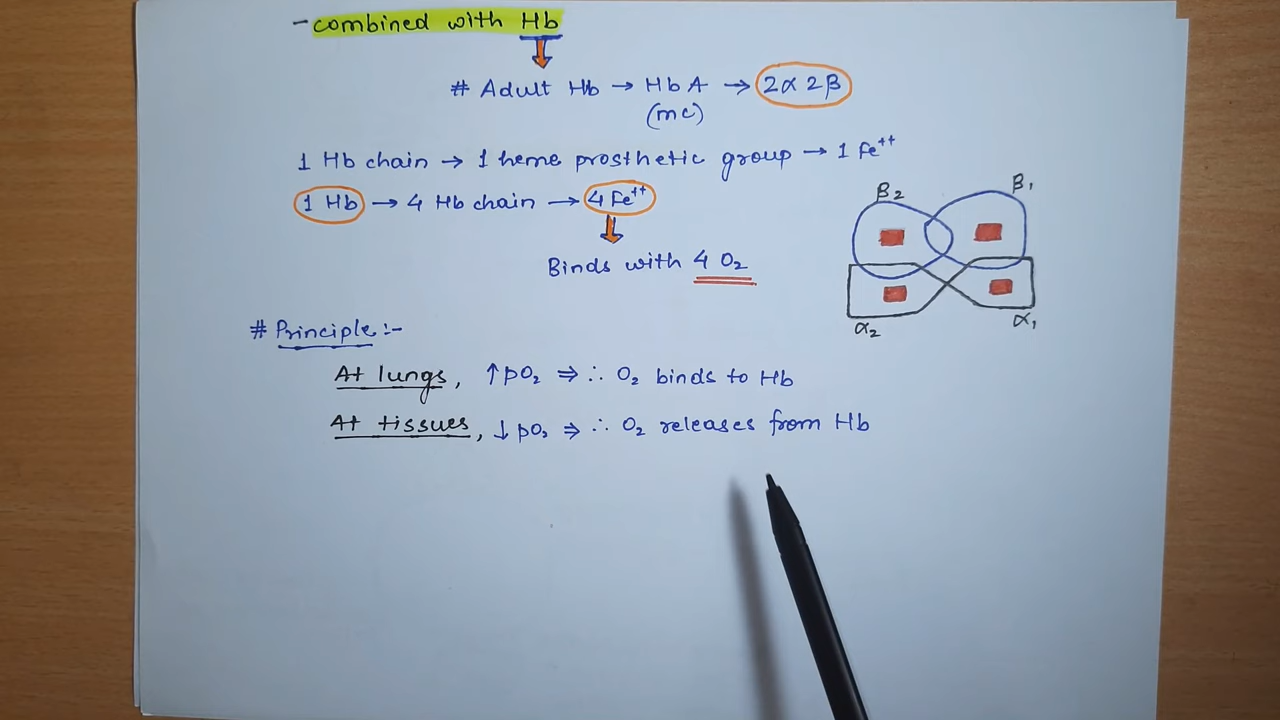 - combined with Hb
# Adult Hb → Hb A → 2α 2β
(mc)
1 Hb chain → 1 heme prosthetic group → 1 Fe⁺⁺
1 Hb → 4 Hb chain → 4 Fe⁺⁺
Binds with 4 O₂
β₂ β₁
α₂ α₁
# Principle :-
At lungs, ↑ pO₂ ⇒ ∴ O₂ binds to Hb
At tissues, ↓ pO₂ ⇒ ∴ O₂ releases from Hb